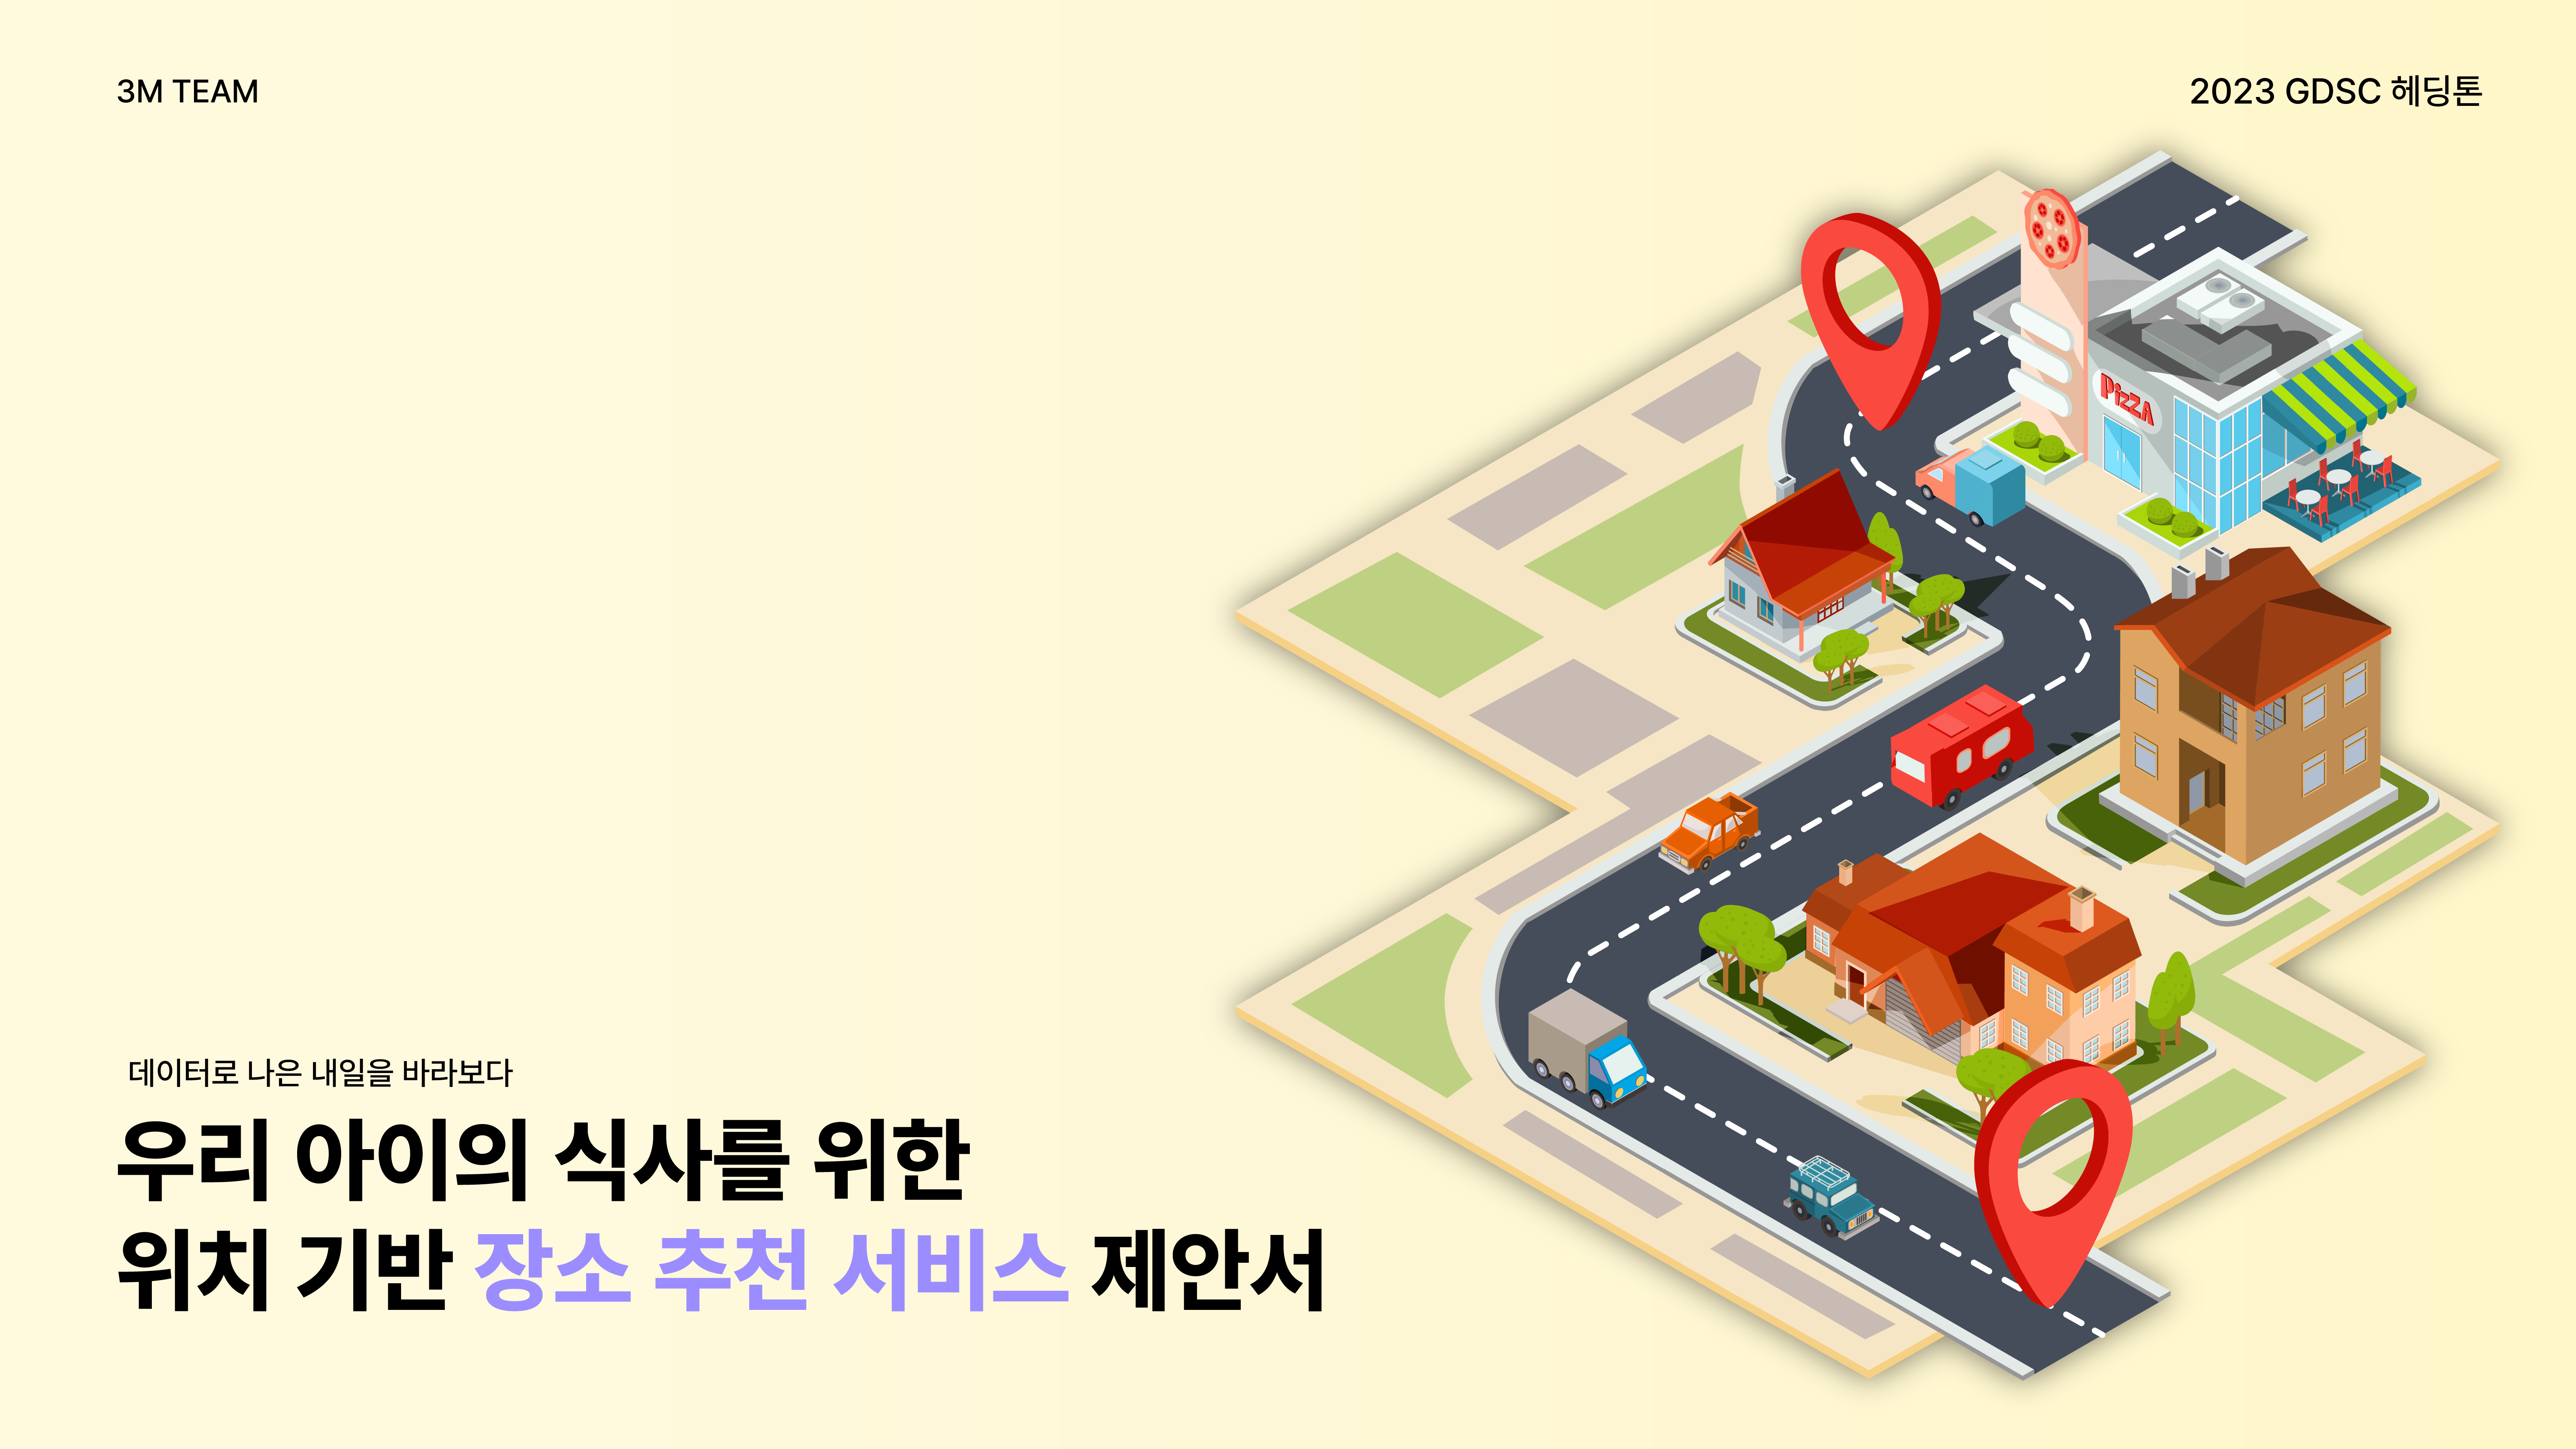 3M TEAM
2023 GDSC 헤딩톤
PizzA
데이터로 나은 내일을 바라보다
우리 아이의 식사를 위한
위치 기반 장소 추천 서비스 제안서